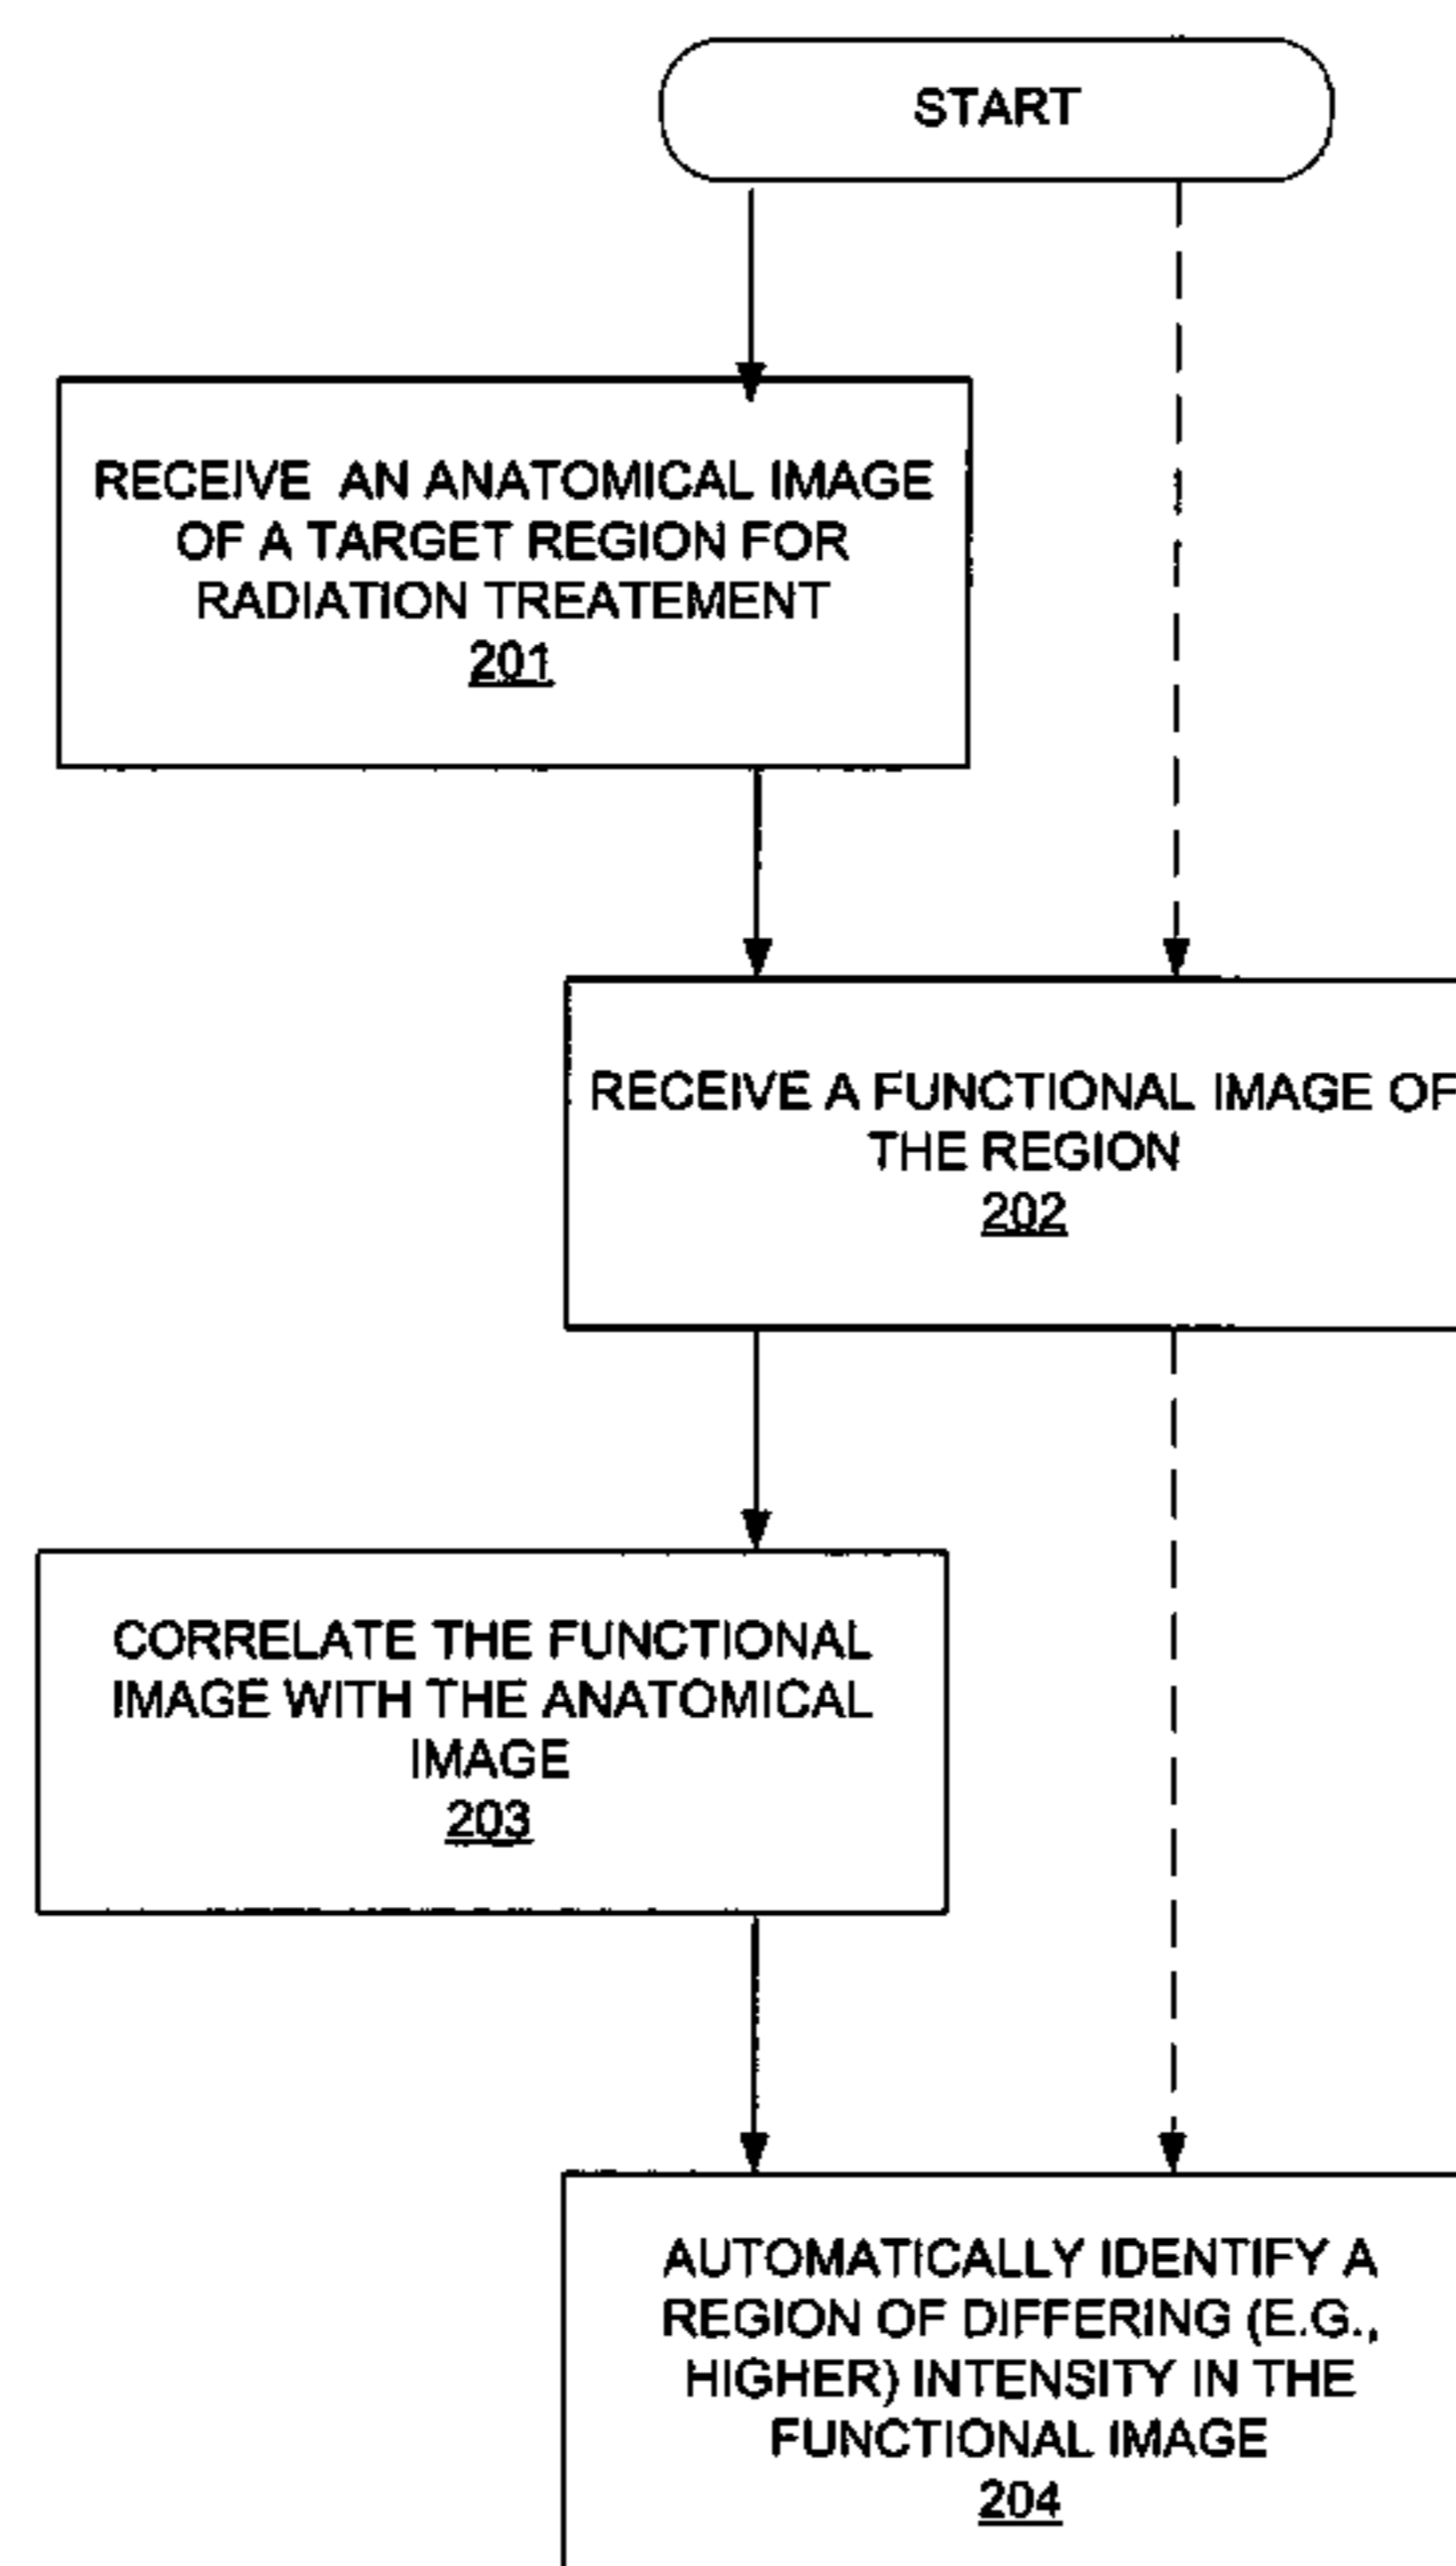 START
RECEIVE AN ANATOMICAL IMAGE
OF A TARGET REGION FOR
RADIATION TREATEMENT
201
RECEIVE A FUNCTIONAL IMAGE OF
THE REGION
202
CORRELATE THE FUNCTIONAL
IMAGE WITH THE ANATOMICAL
IMAGE
203
AUTOMATICALLY IDENTIFY A
REGION OF DIFFERING (E.G.,
HIGHER) INTENSITY IN THE
FUNCTIONAL IMAGE
204